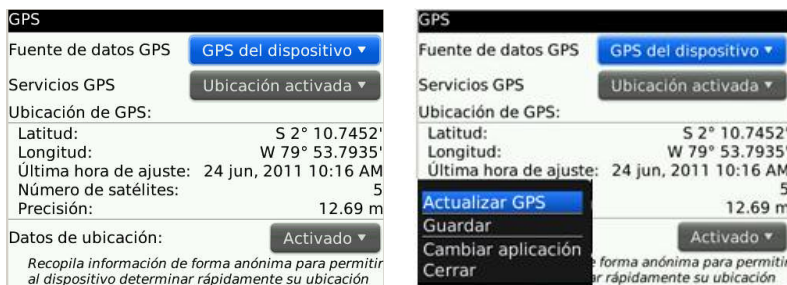 GPS
Fuente de datos GPS GPS del dispositivo
Servicios GPS Ubicación activada
Ubicación de GPS:
Latitud: S 2° 10.7452'
Longitud: W 79° 53.7935'
Última hora de ajuste: 24 jun, 2011 10:16 AM
Número de satélites: 5
Precisión: 12.69 m
Datos de ubicación: Activado
Recopila información de forma anónima para permitir
al dispositivo determinar rápidamente su ubicación
GPS
Fuente de datos GPS GPS del dispositivo
Servicios GPS Ubicación activada
Ubicación de GPS:
Latitud: S 2° 10.7452'
Longitud: W 79° 53.7935'
Última hora de ajuste: 24 jun, 2011 10:16 AM
5
Actualizar GPS 12.69 m
Guardar
Activado
Cambiar aplicación
forma anónima para permitir
Cerrar
rápidamente su ubicación